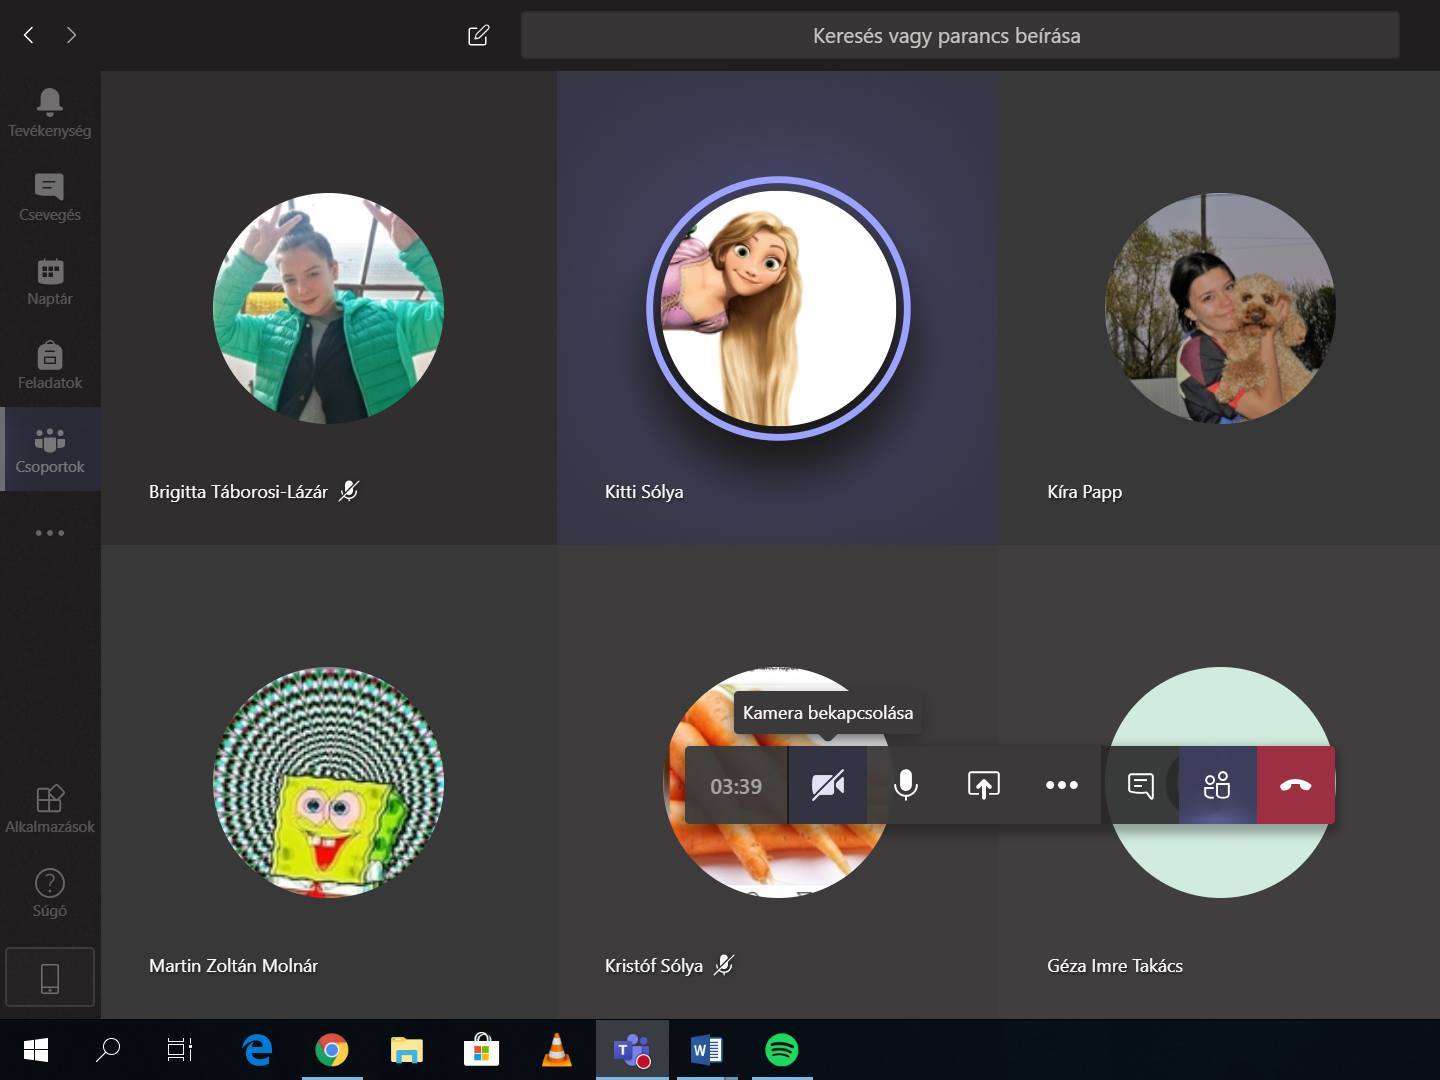 Keresés vagy parancs beírása
Tevékenység
Csevegés
Naptár
Feladatok
Csoportok
Brigitta Táborosi-Lázár
Kitti Sólya
Kíra Papp
Kamera bekapcsolása
03:39
Alkalmazások
Súgó
Martin Zoltán Molnár
Kristóf Sólya
Géza Imre Takács